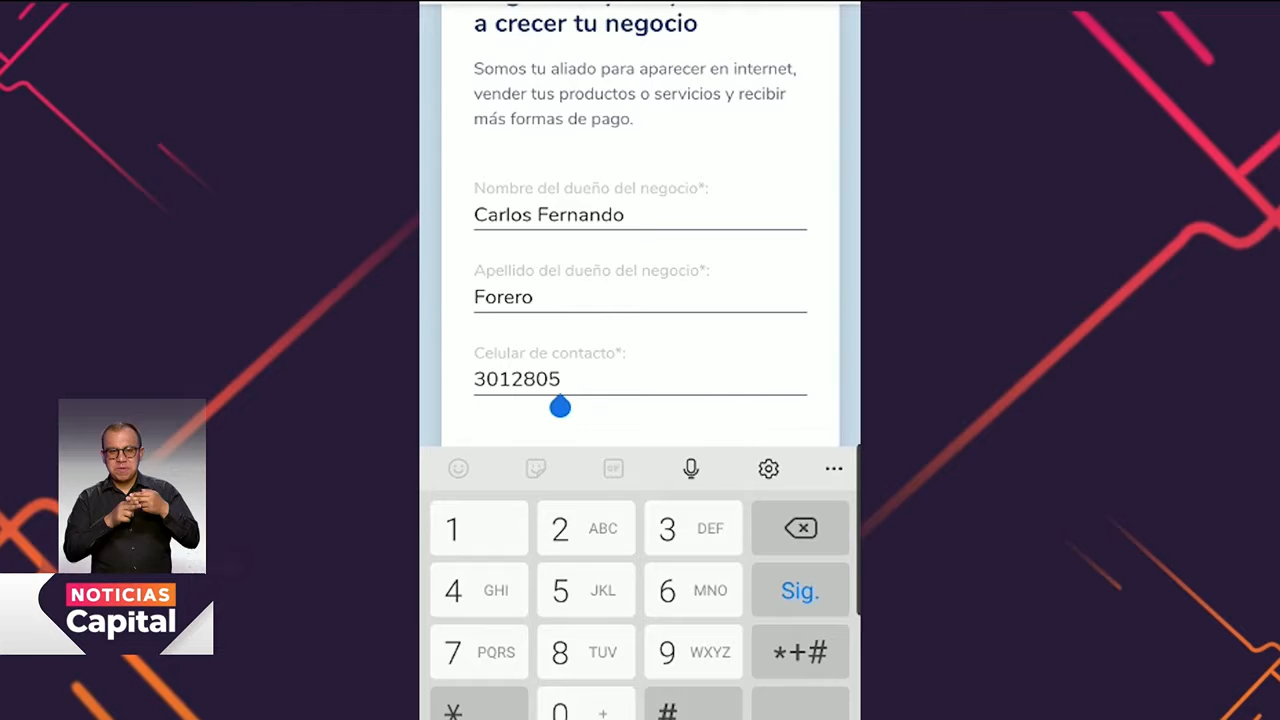 a crecer tu negocio
Somos tu aliado para aparecer en internet,
vender tus productos o servicios y recibir
más formas de pago.
Nombre del dueño del negocio*:
Carlos Fernando
Apellido del dueño del negocio*:
Forero
Celular de contacto*:
3012805
GIF
1
2 ABC
3 DEF
4 GHI
5 JKL
6 MNO
Sig.
7 PQRS
8 TUV
9 WXYZ
*+#
*
0 +
#
NOTICIAS
Capital